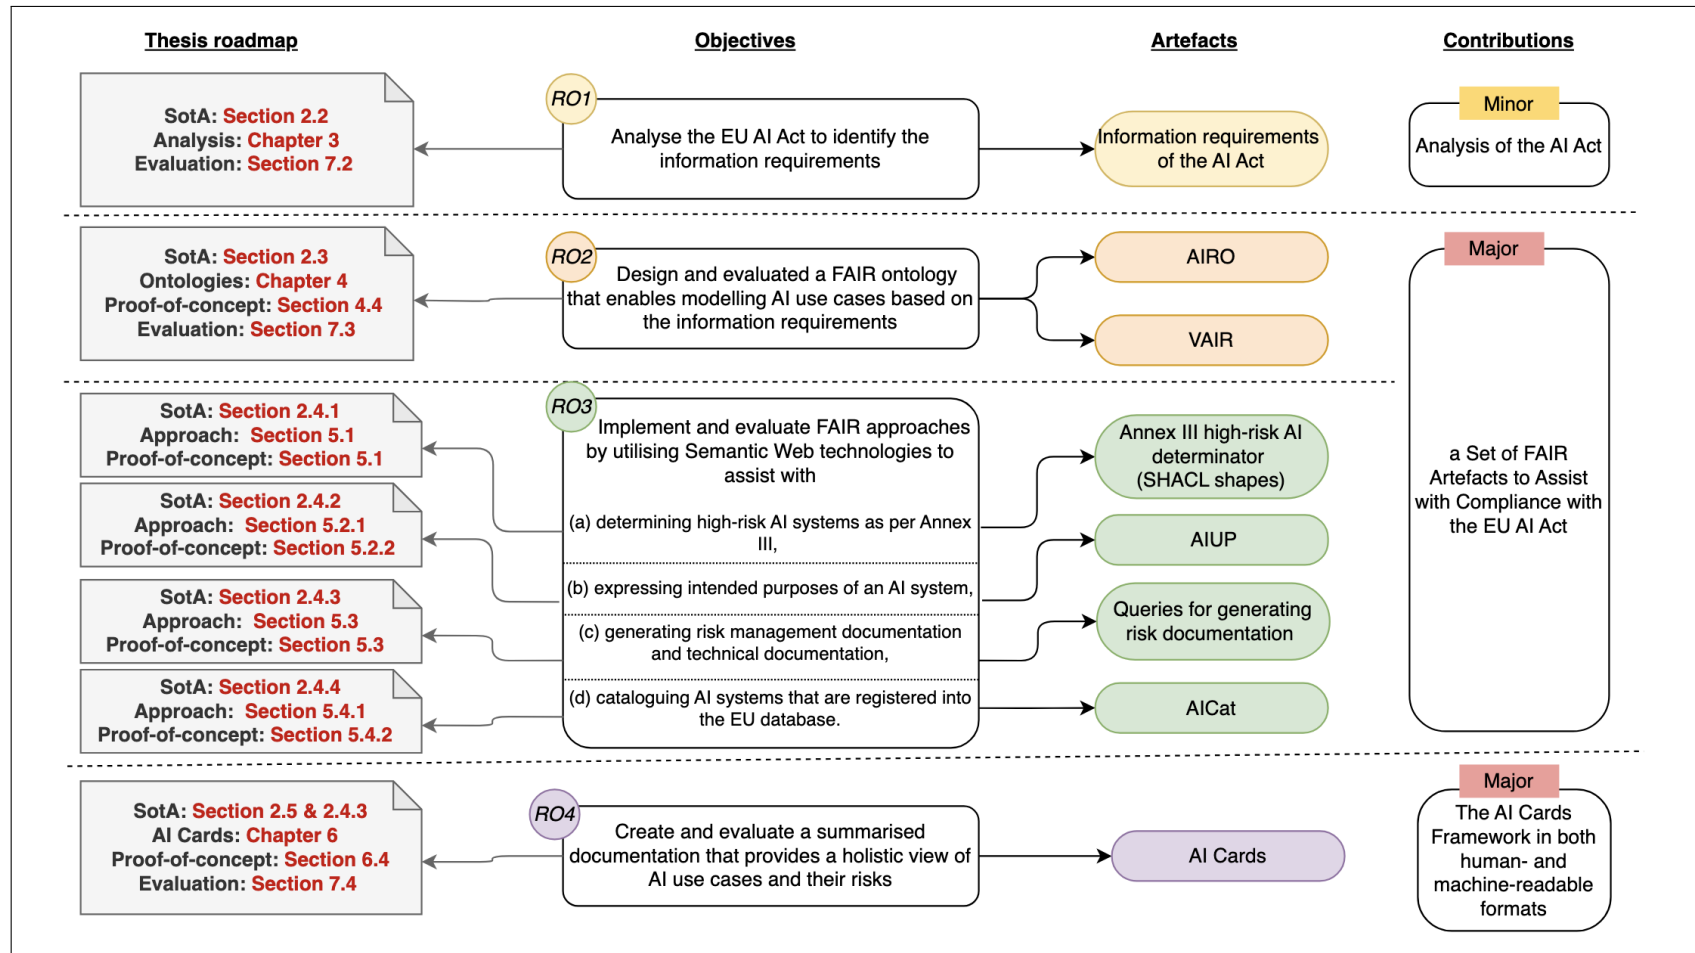 Thesis roadmap
Objectives
Artefacts
Contributions
SotA: Section 2.2
Analysis: Chapter 3
Evaluation: Section 7.2
RO1
Analyse the EU AI Act to identify the
information requirements
Information requirements
of the AI Act
Minor
Analysis of the AI Act
SotA: Section 2.3
Ontologies: Chapter 4
Proof-of-concept: Section 4.4
Evaluation: Section 7.3
RO2
Design and evaluated a FAIR ontology
that enables modelling AI use cases based on
the information requirements
AIRO
VAIR
Major
a Set of FAIR
Artefacts to Assist
with Compliance with
the EU AI Act
SotA: Section 2.4.1
Approach: Section 5.1
Proof-of-concept: Section 5.1
SotA: Section 2.4.2
Approach: Section 5.2.1
Proof-of-concept: Section 5.2.2
SotA: Section 2.4.3
Approach: Section 5.3
Proof-of-concept: Section 5.3
SotA: Section 2.4.4
Approach: Section 5.4.1
Proof-of-concept: Section 5.4.2
RO3
Implement and evaluate FAIR approaches
by utilising Semantic Web technologies to
assist with
(a) determining high-risk AI systems as per Annex
III,
(b) expressing intended purposes of an AI system,
(c) generating risk management documentation
and technical documentation,
(d) cataloguing AI systems that are registered into
the EU database.
Annex III high-risk AI
determinator
(SHACL shapes)
AIUP
Queries for generating
risk documentation
AICat
SotA: Section 2.5 & 2.4.3
AI Cards: Chapter 6
Proof-of-concept: Section 6.4
Evaluation: Section 7.4
RO4
Create and evaluate a summarised
documentation that provides a holistic view of
AI use cases and their risks
AI Cards
Major
The AI Cards
Framework in both
human- and
machine-readable
formats